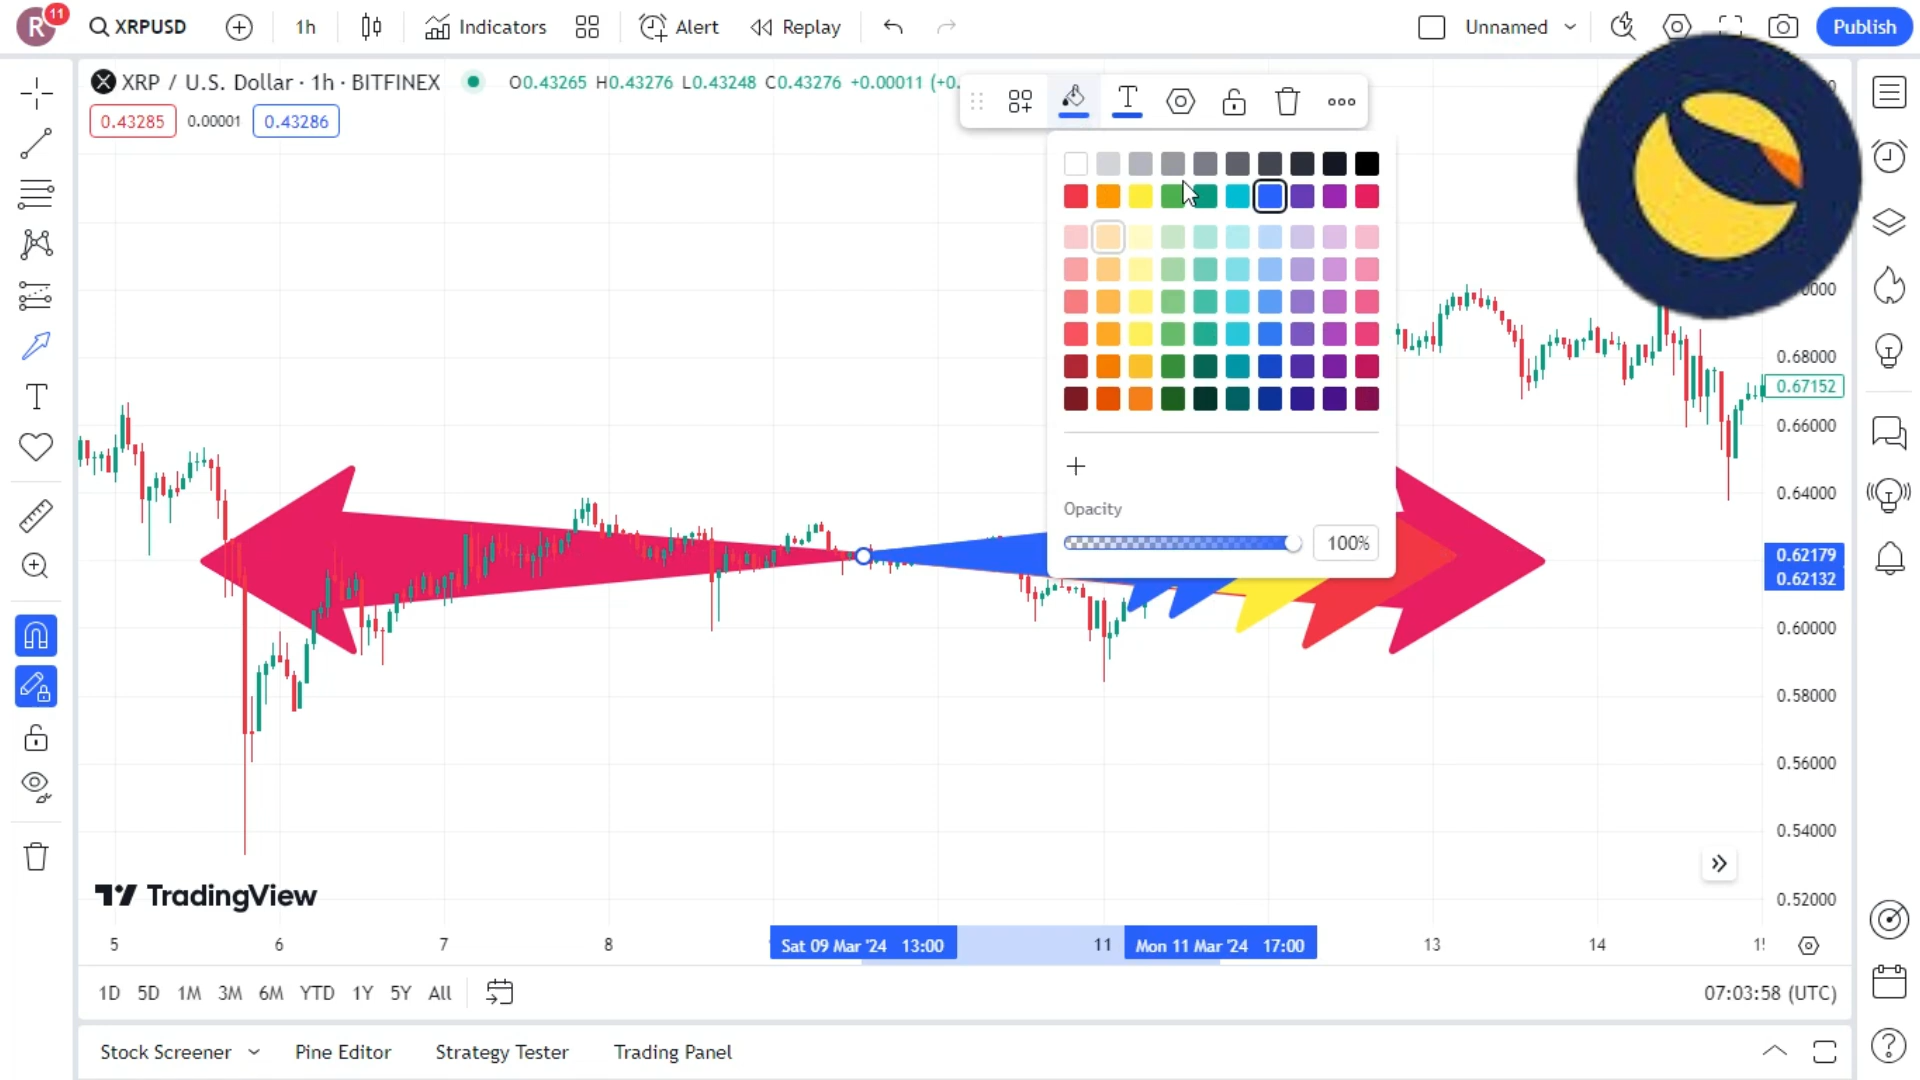 R 11 XRPUSD 1h Indicators Alert Replay Unnamed Publish
XRP / U.S. Dollar · 1h · BITFINEX O0.43265 H0.43276 L0.43248 C0.43276 +0.00011 (+0.
0.43285 0.00001 0.43286
0.68000
0.67152
0.66000
0.64000
Opacity
100%
0.62179
0.62132
0.60000
0.58000
0.56000
0.54000
0.52000
TradingView
5 6 7 8 Sat 09 Mar '24 13:00 11 Mon 11 Mar '24 17:00 13 14
1D 5D 1M 3M 6M YTD 1Y 5Y All 07:03:58 (UTC)
Stock Screener Pine Editor Strategy Tester Trading Panel